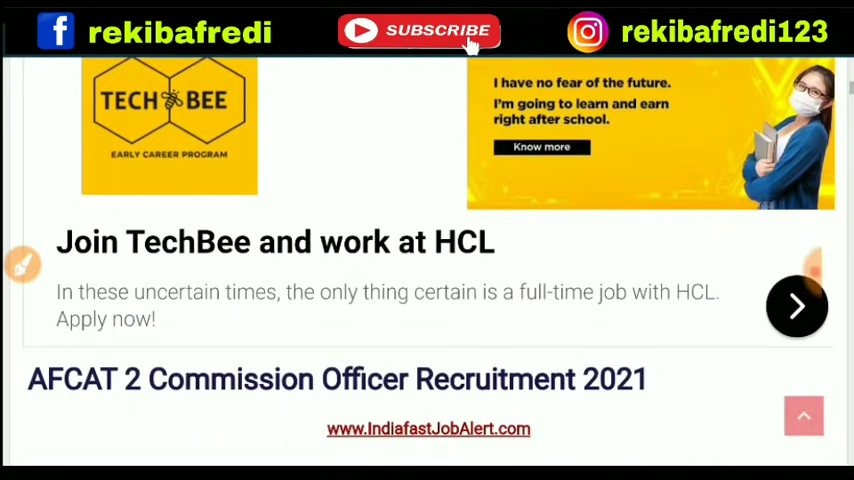 rekibafredi
SUBSCRIBE
rekibafredi123
TECH BEE
EARLY CAREER PROGRAM
I have no fear of the future.
I'm going to learn and earn
right after school.
Know more
Join TechBee and work at HCL
In these uncertain times, the only thing certain is a full-time job with HCL.
Apply now!
AFCAT 2 Commission Officer Recruitment 2021
www.IndiafastJobAlert.com